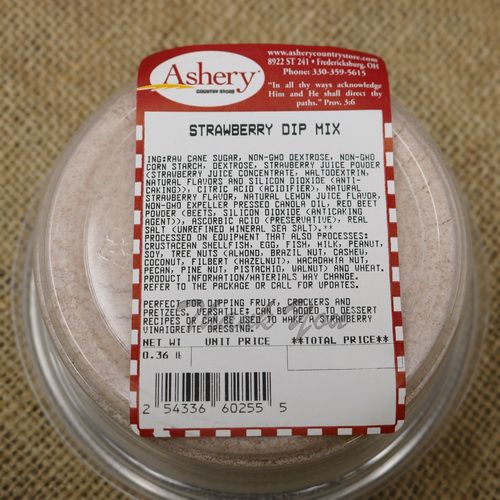 www.asherycountrystore.com
8922 ST 241 • Fredericksburg, OH
Phone: 330-359-5615
"In all thy ways acknowledge
Him and He shall direct thy
paths." Prov. 3:6
Ashery
COUNTRY STORE
STRAWBERRY DIP MIX
ING:RAW CANE SUGAR, NON-GMO DEXTROSE, NON-GMO
CORN STARCH, DEXTROSE, STRAWBERRY JUICE POWDER
(STRAWBERRY JUICE CONCENTRATE, MALTODEXTRIN,
NATURAL FLAVORS AND SILICON DIOXIDE (ANTI-
CAKING)), CITRIC ACID (ACIDIFIER), NATURAL
STRAWBERRY FLAVOR, NATURAL LEMON JUICE FLAVOR,
NON-GMO EXPELLER PRESSED CANOLA OIL, RED BEET
POWDER (BEETS, SILICON DIOXIDE (ANTICAKING
AGENT)), ASCORBIC ACID (PRESERVATIVE), REAL
SALT (UNREFINED MINERAL SEA SALT).**
PROCESSED ON EQUIPMENT THAT ALSO PROCESSES:
CRUSTACEAN SHELLFISH, EGG, FISH, MILK, PEANUT,
SOY, TREE NUTS (ALMOND, BRAZIL NUT, CASHEW,
COCONUT, FILBERT (HAZELNUT), MACADAMIA NUT,
PECAN, PINE NUT, PISTACHIO, WALNUT) AND WHEAT.
PRODUCT INFORMATION/MATERIALS MAY CHANGE.
REFER TO THE PACKAGE OR CALL FOR UPDATES.
PERFECT FOR DIPPING FRUIT, CRACKERS AND
PRETZELS. VERSATILE: CAN BE ADDED TO DESSERT
RECIPES OR CAN BE USED TO MAKE A STRAWBERRY
VINAIGRETTE DRESSING.
Thank You
NET WT UNIT PRICE **TOTAL PRICE**
0.36 lb
2 54336 60255 5